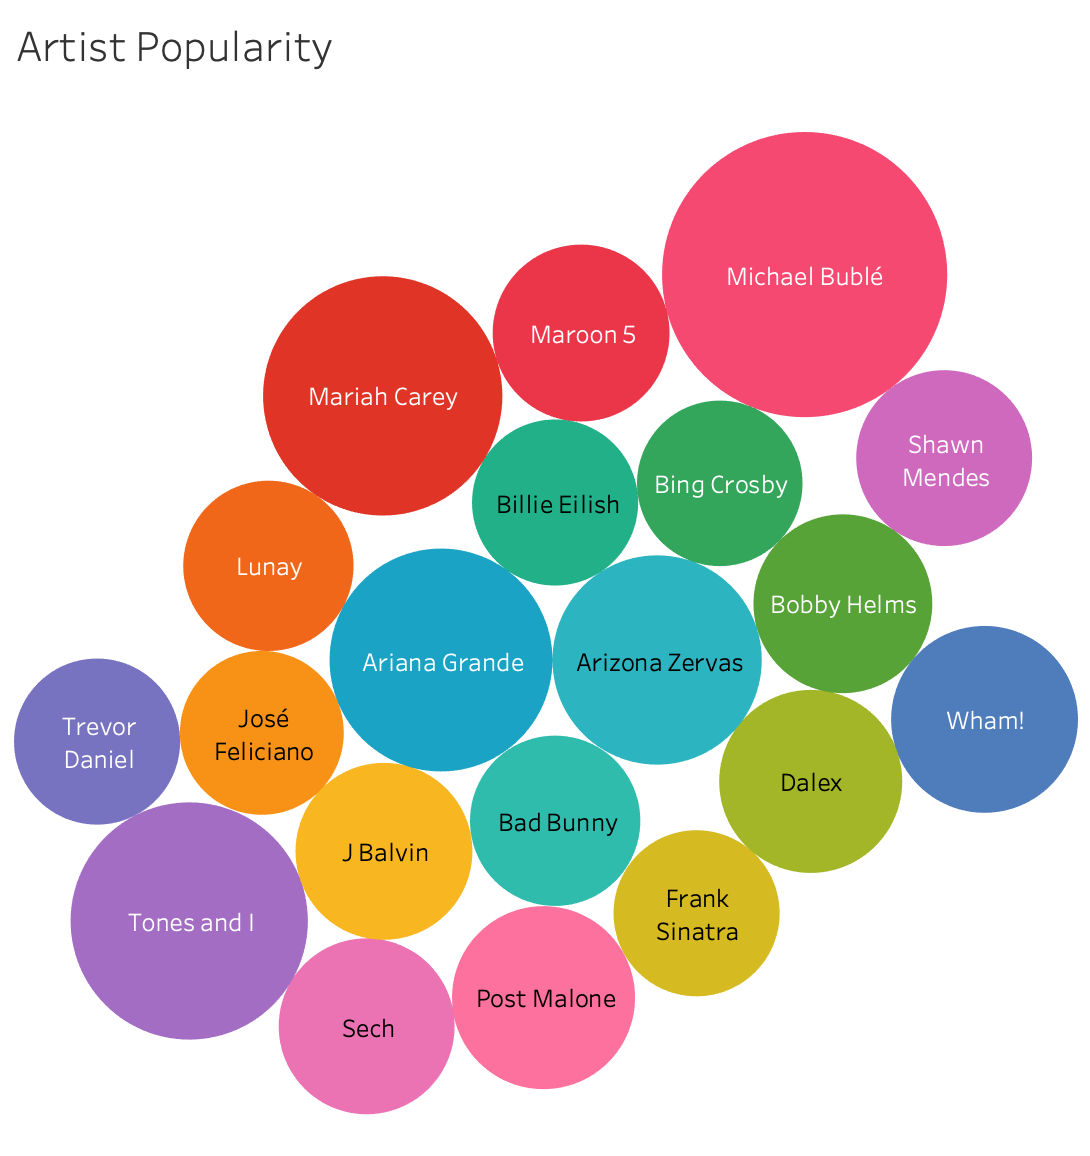 Artist Popularity
Michael Bublé
Maroon 5
Mariah Carey
Shawn
Mendes
Bing Crosby
Billie Eilish
Lunay
Bobby Helms
Ariana Grande
Arizona Zervas
Trevor
Daniel
José
Feliciano
Wham!
Dalex
Bad Bunny
J Balvin
Frank
Sinatra
Tones and I
Post Malone
Sech